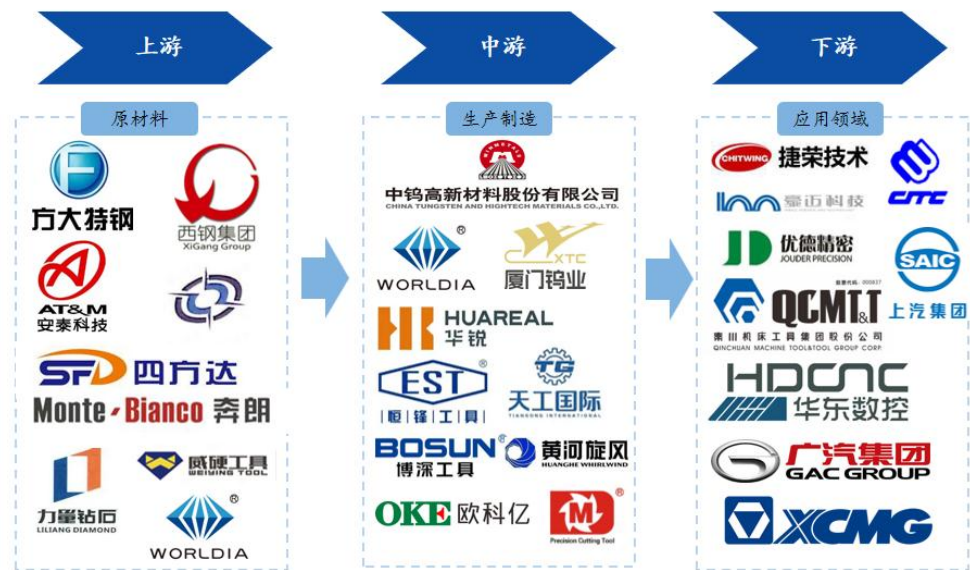 上游
中游
下游
原材料
生产制造
应用领域
方大特钢
西钢集团
XiGang Group
AT&M
安泰科技
SFD 四方达
Monte-Bianco 奔朗
力量钻石
LILIANG DIAMOND
威硬工具
WEIYING TOOL
®
WORLDIA
MINMETALS
中钨高新材料股份有限公司
CHINA TUNGSTEN AND HIGHTECH MATERIALS CO.,LTD.
®
WORLDIA
XTC
厦门钨业
HUAREAL
华锐
EST®
恒|锋|工|具
TG
天工国际
TIANGONG INTERNATIONAL
BOSUN®
博深工具
黄河旋风
HUANGHE WHIRLWIND
OKE 欧科亿
M®
Precision Cutting Tool
CHITWING 捷荣技术
CJTC
豪迈科技
JD 优德精密
JOUDER PRECISION
SAIC
上汽集团
QCMT&T
秦川机床工具集团股份公司
QINCHUAN MACHINE TOOL&TOOL GROUP CORP.
HDCNC
华东数控
广汽集团
GAC GROUP
XCMG